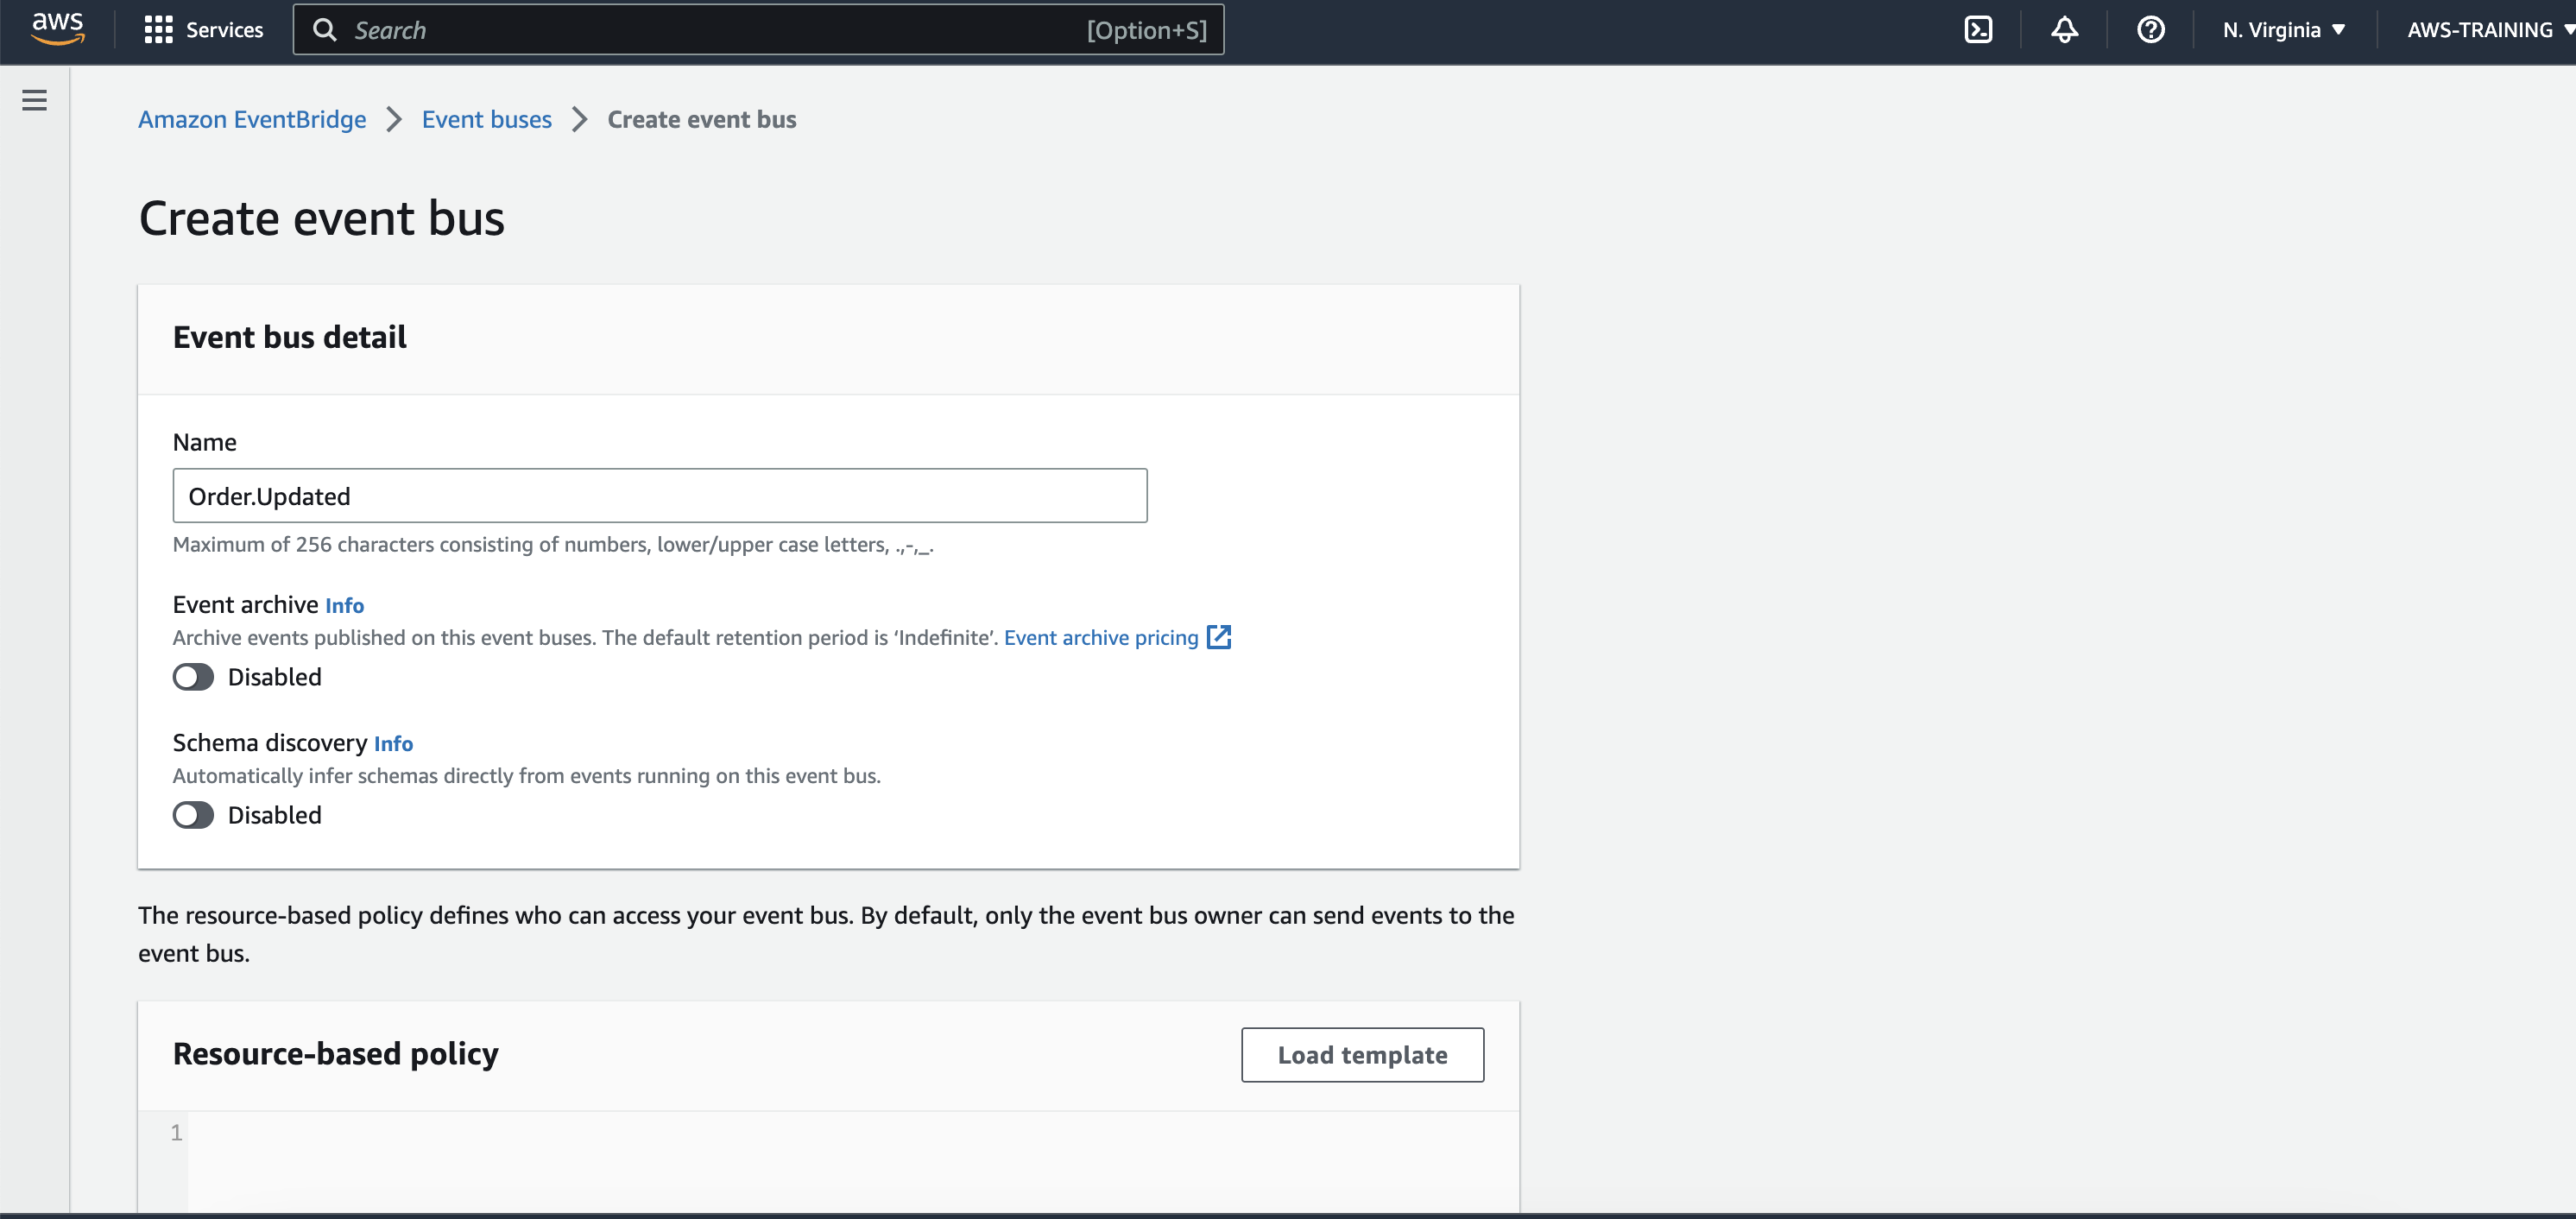 aws Services Search [Option+S] N. Virginia AWS-TRAINING
Amazon EventBridge Event buses Create event bus
Create event bus
Event bus detail
Name
Order.Updated
Maximum of 256 characters consisting of numbers, lower/upper case letters, .,-,_.
Event archive Info
Archive events published on this event buses. The default retention period is ‘Indefinite’. Event archive pricing
Disabled
Schema discovery Info
Automatically infer schemas directly from events running on this event bus.
Disabled
The resource-based policy defines who can access your event bus. By default, only the event bus owner can send events to the
event bus.
Resource-based policy Load template
1